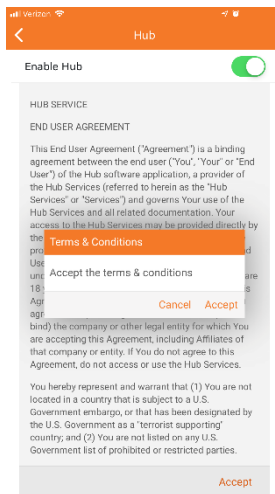 Verizon
Hub
Enable Hub
HUB SERVICE
END USER AGREEMENT
This End User Agreement ("Agreement") is a binding
agreement between the end user ("You", "Your" or "End
User") of the Hub software application, a provider of
the Hub Services (referred to herein as the "Hub
Services" or "Services") and governs Your use of the
Hub Services and all related documentation. Your
access to the Hub Services may be provided directly by
the
Terms & Conditions
Accept the terms & conditions
Cancel Accept
bind) the company or other legal entity for which You
are accepting this Agreement, including Affiliates of
that company or entity. If You do not agree to this
Agreement, do not access or use the Hub Services.
You hereby represent and warrant that (1) You are not
located in a country that is subject to a U.S.
Government embargo, or that has been designated by
the U.S. Government as a "terrorist supporting"
country; and (2) You are not listed on any U.S.
Government list of prohibited or restricted parties.
Accept